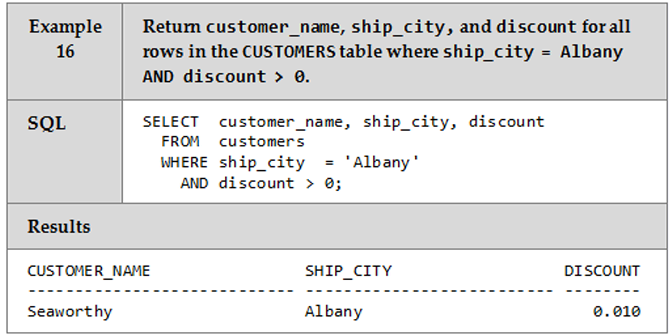 Example 16
Return customer_name, ship_city, and discount for all
rows in the CUSTOMERS table where ship_city = Albany
AND discount > 0.
SQL
SELECT customer_name, ship_city, discount
FROM customers
WHERE ship_city = 'Albany'
AND discount > 0;
Results
CUSTOMER_NAME SHIP_CITY DISCOUNT
---------------------------- -------------------------- --------
Seaworthy Albany 0.010